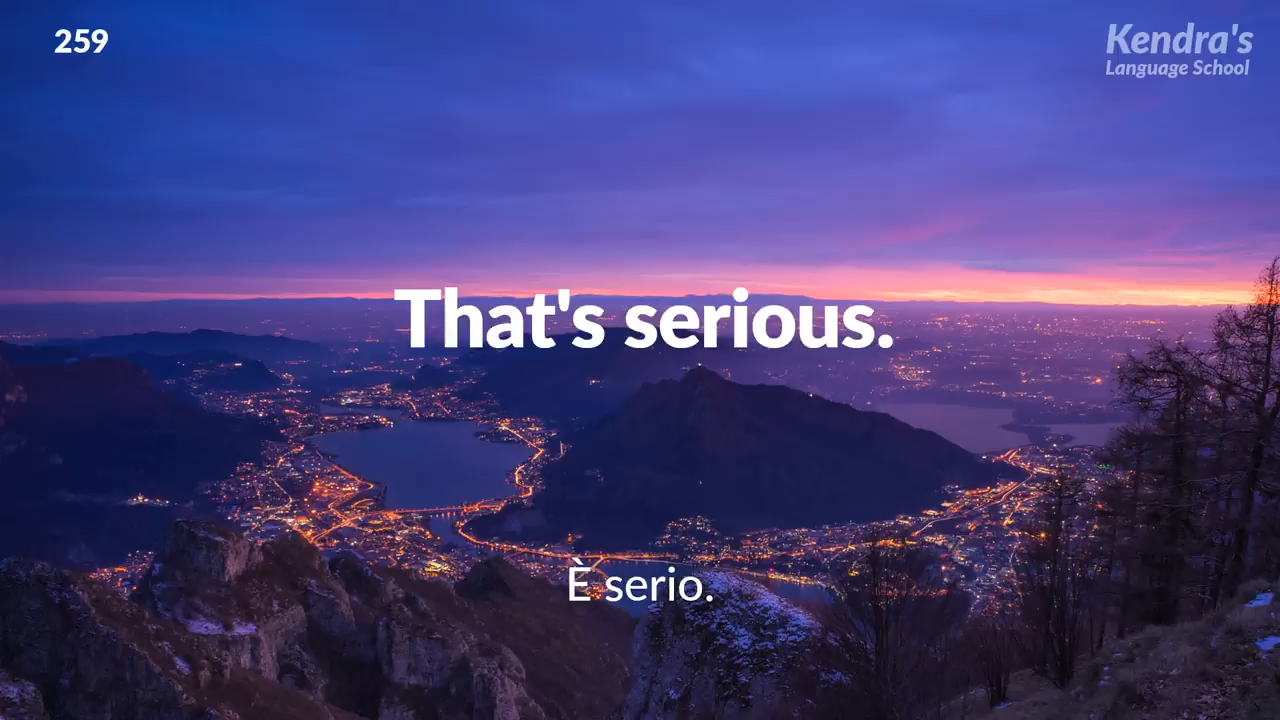 259
Kendra's
Language School
That's serious.
È serio.